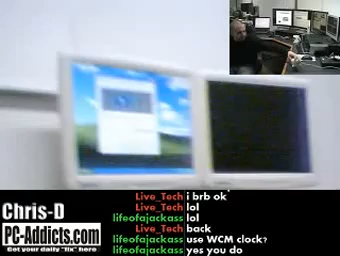 Live_Tech i brb ok
Live_Tech lol
lifeofajackass lol
Live_Tech back
lifeofajackass use WCM clock?
lifeofajackass yes you do
Chris-D
PC-Addicts.com
Get your daily "fix" here